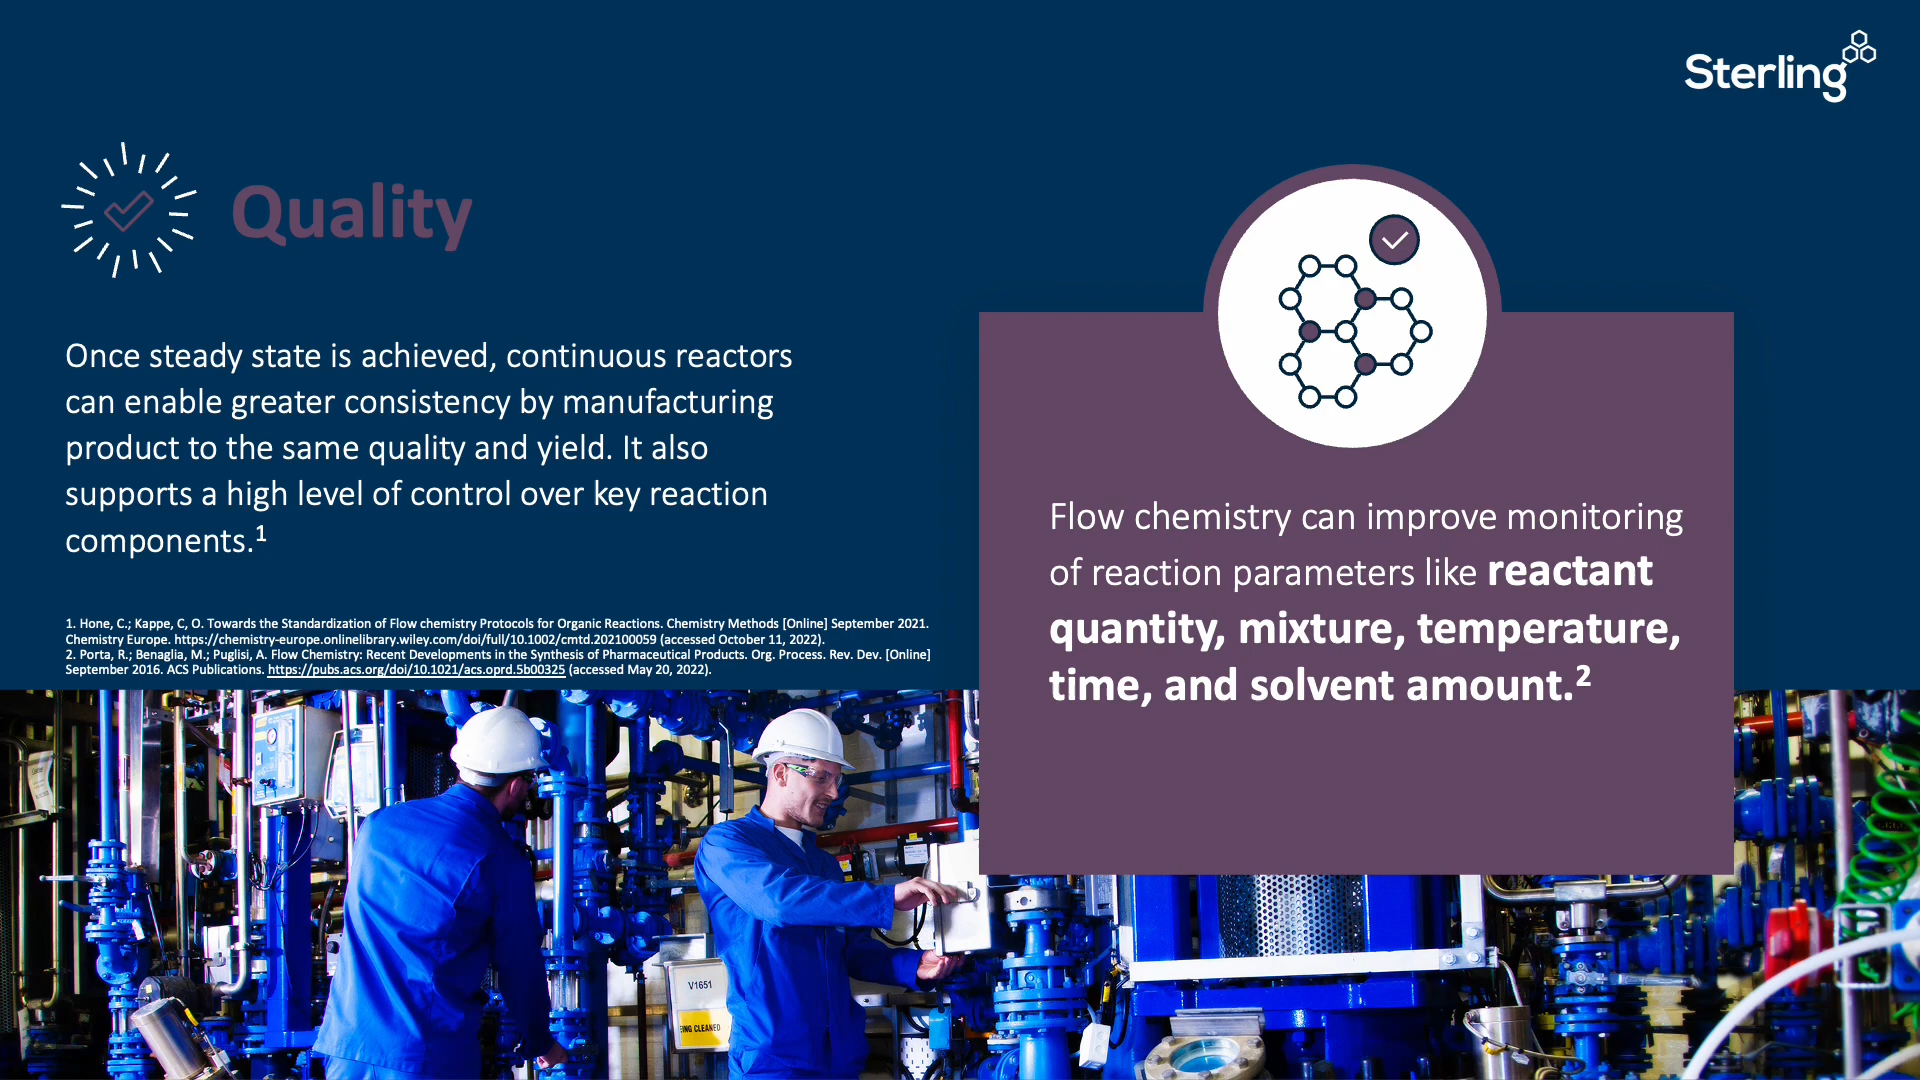 Sterling
Quality
Once steady state is achieved, continuous reactors
can enable greater consistency by manufacturing
product to the same quality and yield. It also
supports a high level of control over key reaction
components.¹
1. Hone, C.; Kappe, C, O. Towards the Standardization of Flow chemistry Protocols for Organic Reactions. Chemistry Methods [Online] September 2021.
Chemistry Europe. https://chemistry-europe.onlinelibrary.wiley.com/doi/full/10.1002/cmtd.202100059 (accessed October 11, 2022).
2. Porta, R.; Benaglia, M.; Puglisi, A. Flow Chemistry: Recent Developments in the Synthesis of Pharmaceutical Products. Org. Process. Rev. Dev. [Online]
September 2016. ACS Publications. https://pubs.acs.org/doi/10.1021/acs.oprd.5b00325 (accessed May 20, 2022).
Flow chemistry can improve monitoring
of reaction parameters like reactant
quantity, mixture, temperature,
time, and solvent amount.²
V1651
EING CLEANED